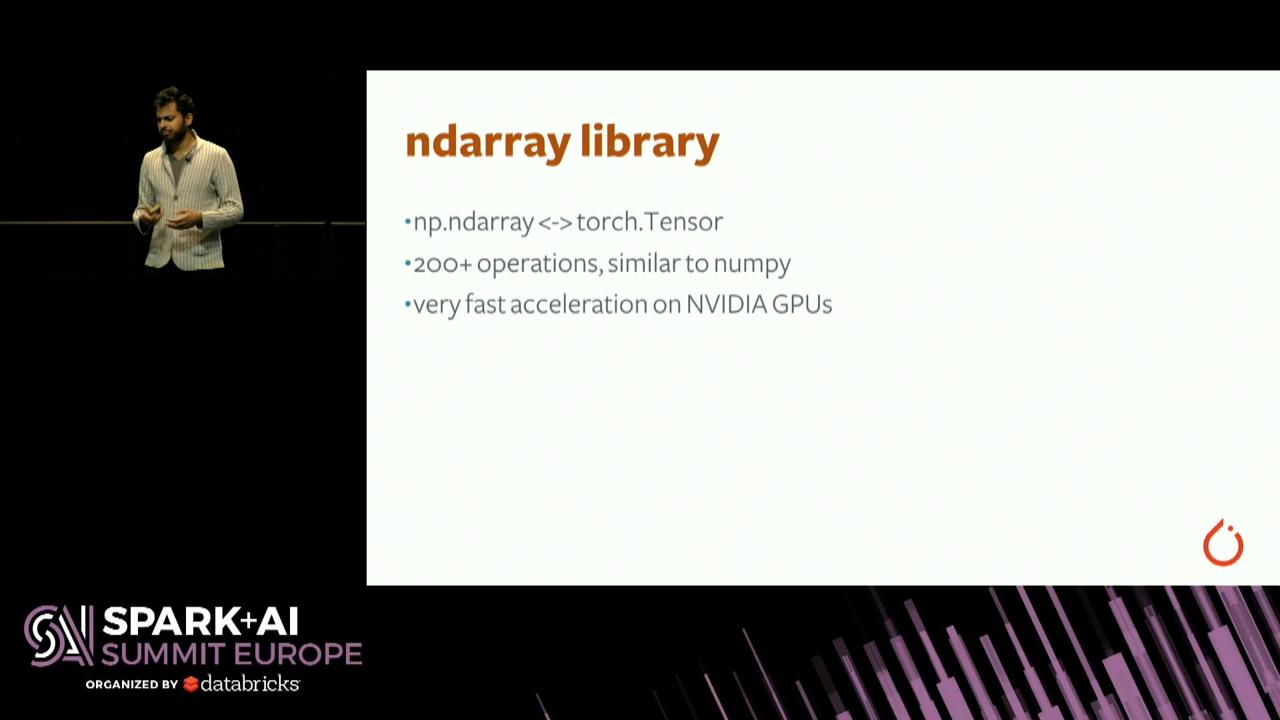 ndarray library
•np.ndarray <-> torch.Tensor
•200+ operations, similar to numpy
•very fast acceleration on NVIDIA GPUs
SPARK+AI
SUMMIT EUROPE
ORGANIZED BY databricks